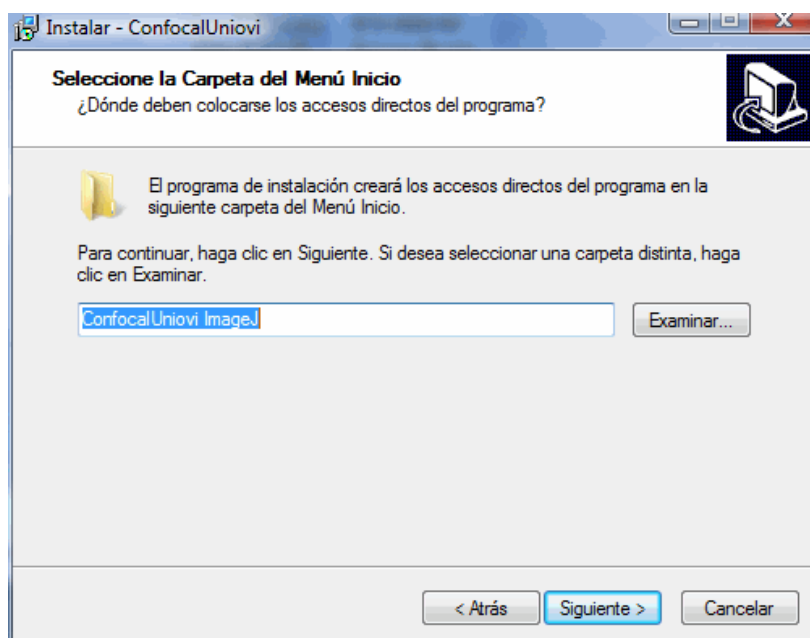 Instalar - ConfocalUniovi
Seleccione la Carpeta del Menú Inicio
¿Dónde deben colocarse los accesos directos del programa?
El programa de instalación creará los accesos directos del programa en la
siguiente carpeta del Menú Inicio.
Para continuar, haga clic en Siguiente. Si desea seleccionar una carpeta distinta, haga
clic en Examinar.
ConfocalUniovi ImageJ
Examinar...
< Atrás
Siguiente >
Cancelar